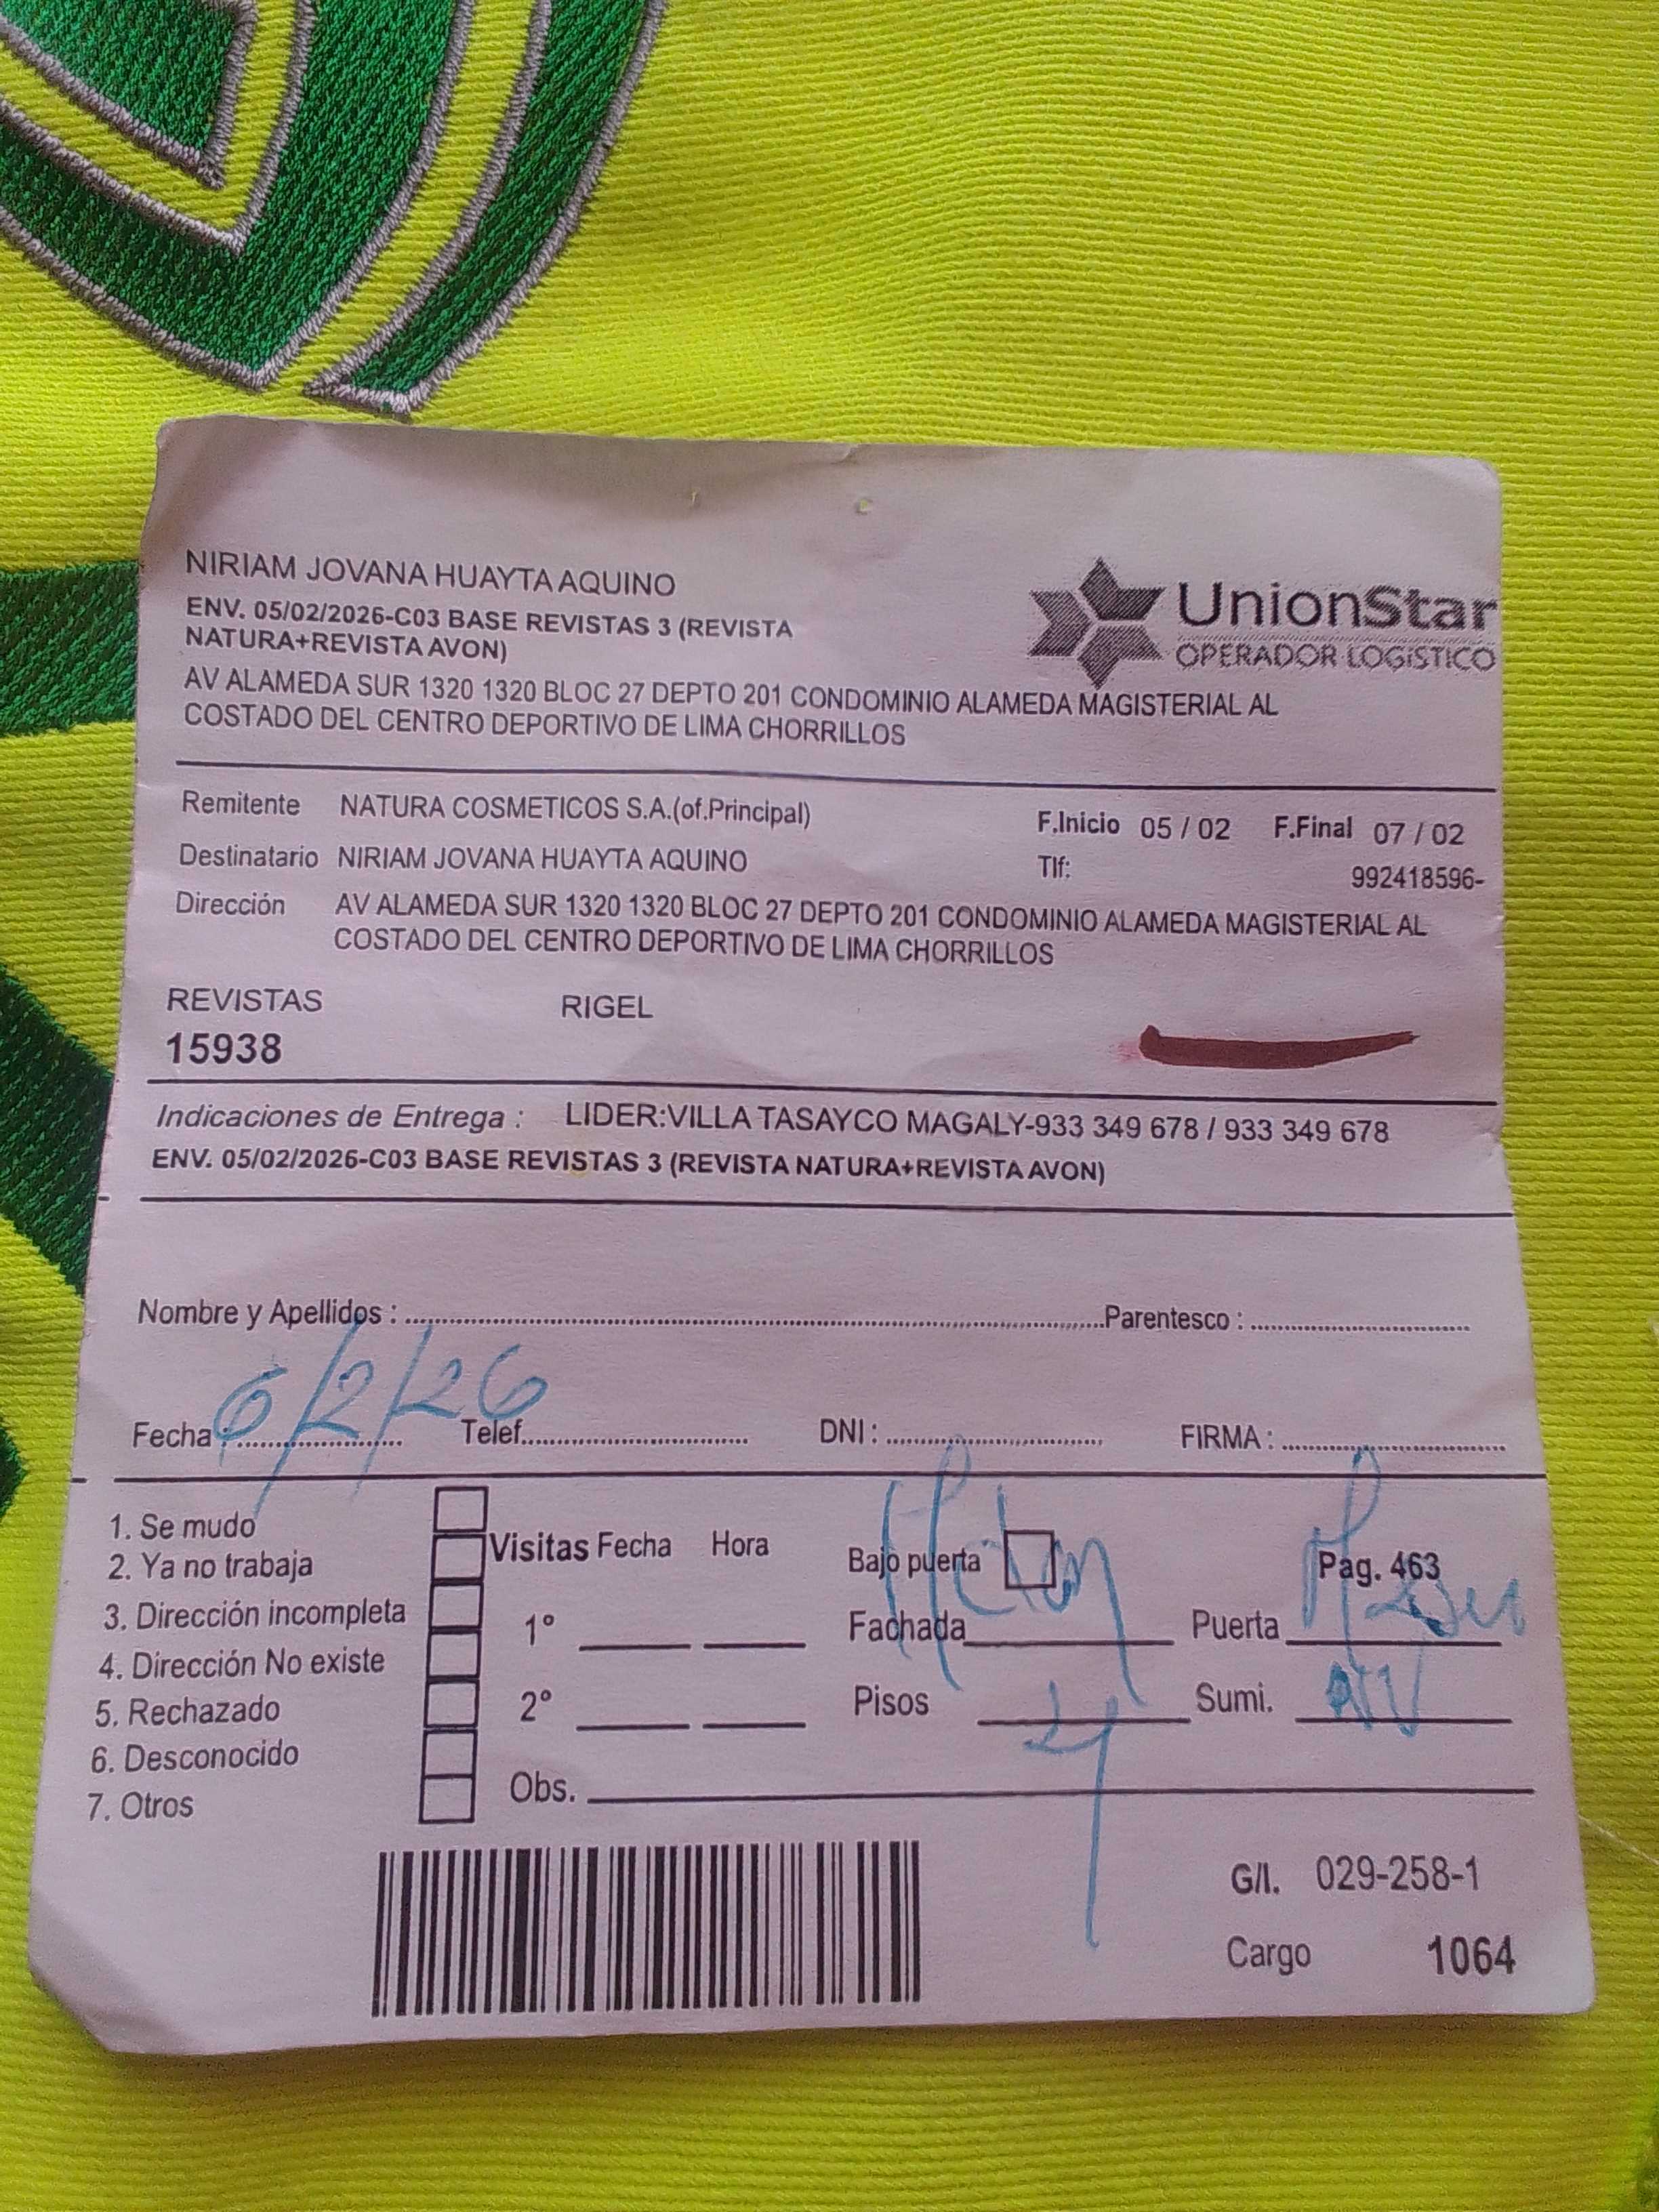 NIRIAM JOVANA HUAYTA AQUINO
ENV. 05/02/2026-C03 BASE REVISTAS 3 (REVISTA
NATURA+REVISTA AVON)
UnionStar
OPERADOR LOGÍSTICO
AV ALAMEDA SUR 1320 1320 BLOC 27 DEPTO 201 CONDOMINIO ALAMEDA MAGISTERIAL AL
COSTADO DEL CENTRO DEPORTIVO DE LIMA CHORRILLOS
Remitente NATURA COSMETICOS S.A.(of.Principal) F.Inicio 05 / 02 F.Final 07 / 02
Destinatario NIRIAM JOVANA HUAYTA AQUINO Tlf: 992418596-
Dirección AV ALAMEDA SUR 1320 1320 BLOC 27 DEPTO 201 CONDOMINIO ALAMEDA MAGISTERIAL AL
COSTADO DEL CENTRO DEPORTIVO DE LIMA CHORRILLOS
REVISTAS RIGEL
15938
Indicaciones de Entrega : LIDER:VILLA TASAYCO MAGALY-933 349 678 / 933 349 678
ENV. 05/02/2026-C03 BASE REVISTAS 3 (REVISTA NATURA+REVISTA AVON)
Nombre y Apellidos : Parentesco :
Fecha : 6/2/26 Telef. DNI : FIRMA :
1. Se mudo
2. Ya no trabaja
3. Dirección incompleta
4. Dirección No existe
5. Rechazado
6. Desconocido
7. Otros
Visitas Fecha Hora
1º
2º
Obs.
Bajo puerta Pag. 463
Fachada Puerta
Pisos Sumi.
G/I. 029-258-1
Cargo 1064